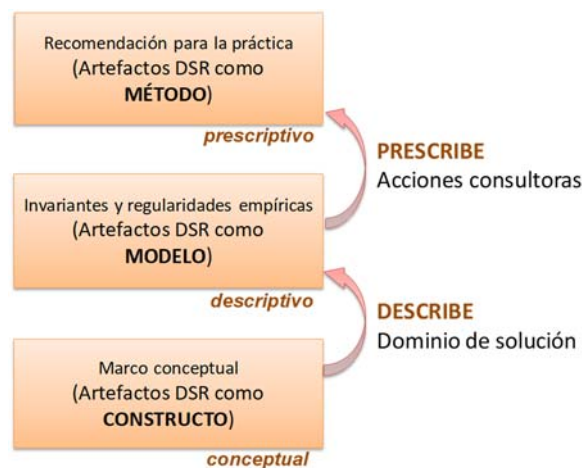 Recomendación para la práctica
(Artefactos DSR como
MÉTODO)
prescriptivo
PRESCRIBE
Acciones consultoras
Invariantes y regularidades empíricas
(Artefactos DSR como
MODELO)
descriptivo
DESCRIBE
Dominio de solución
Marco conceptual
(Artefactos DSR como
CONSTRUCTO)
conceptual